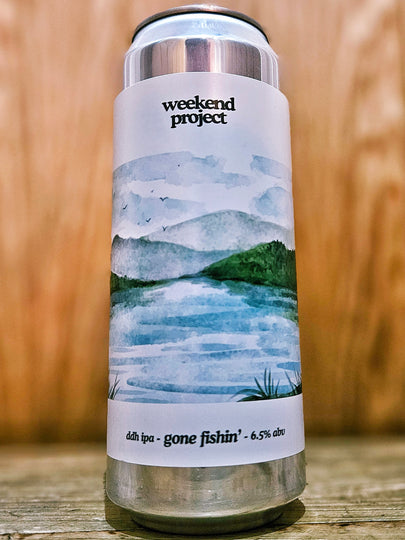 weekend
project
ddh ipa - gone fishin' - 6.5% abv